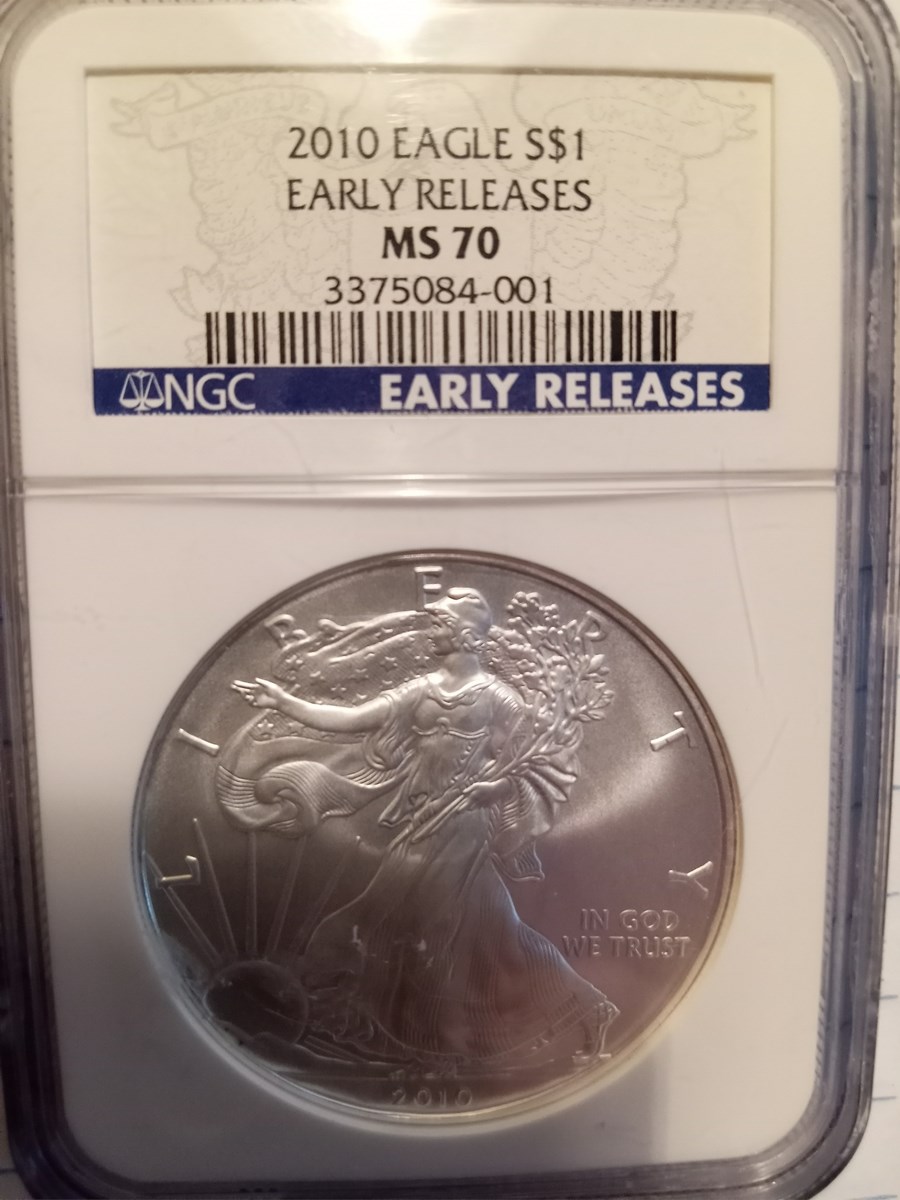 2010 EAGLE S$1
EARLY RELEASES
MS 70
3375084-001
NGC EARLY RELEASES
LIBERTY
IN GOD
WE TRUST
2010